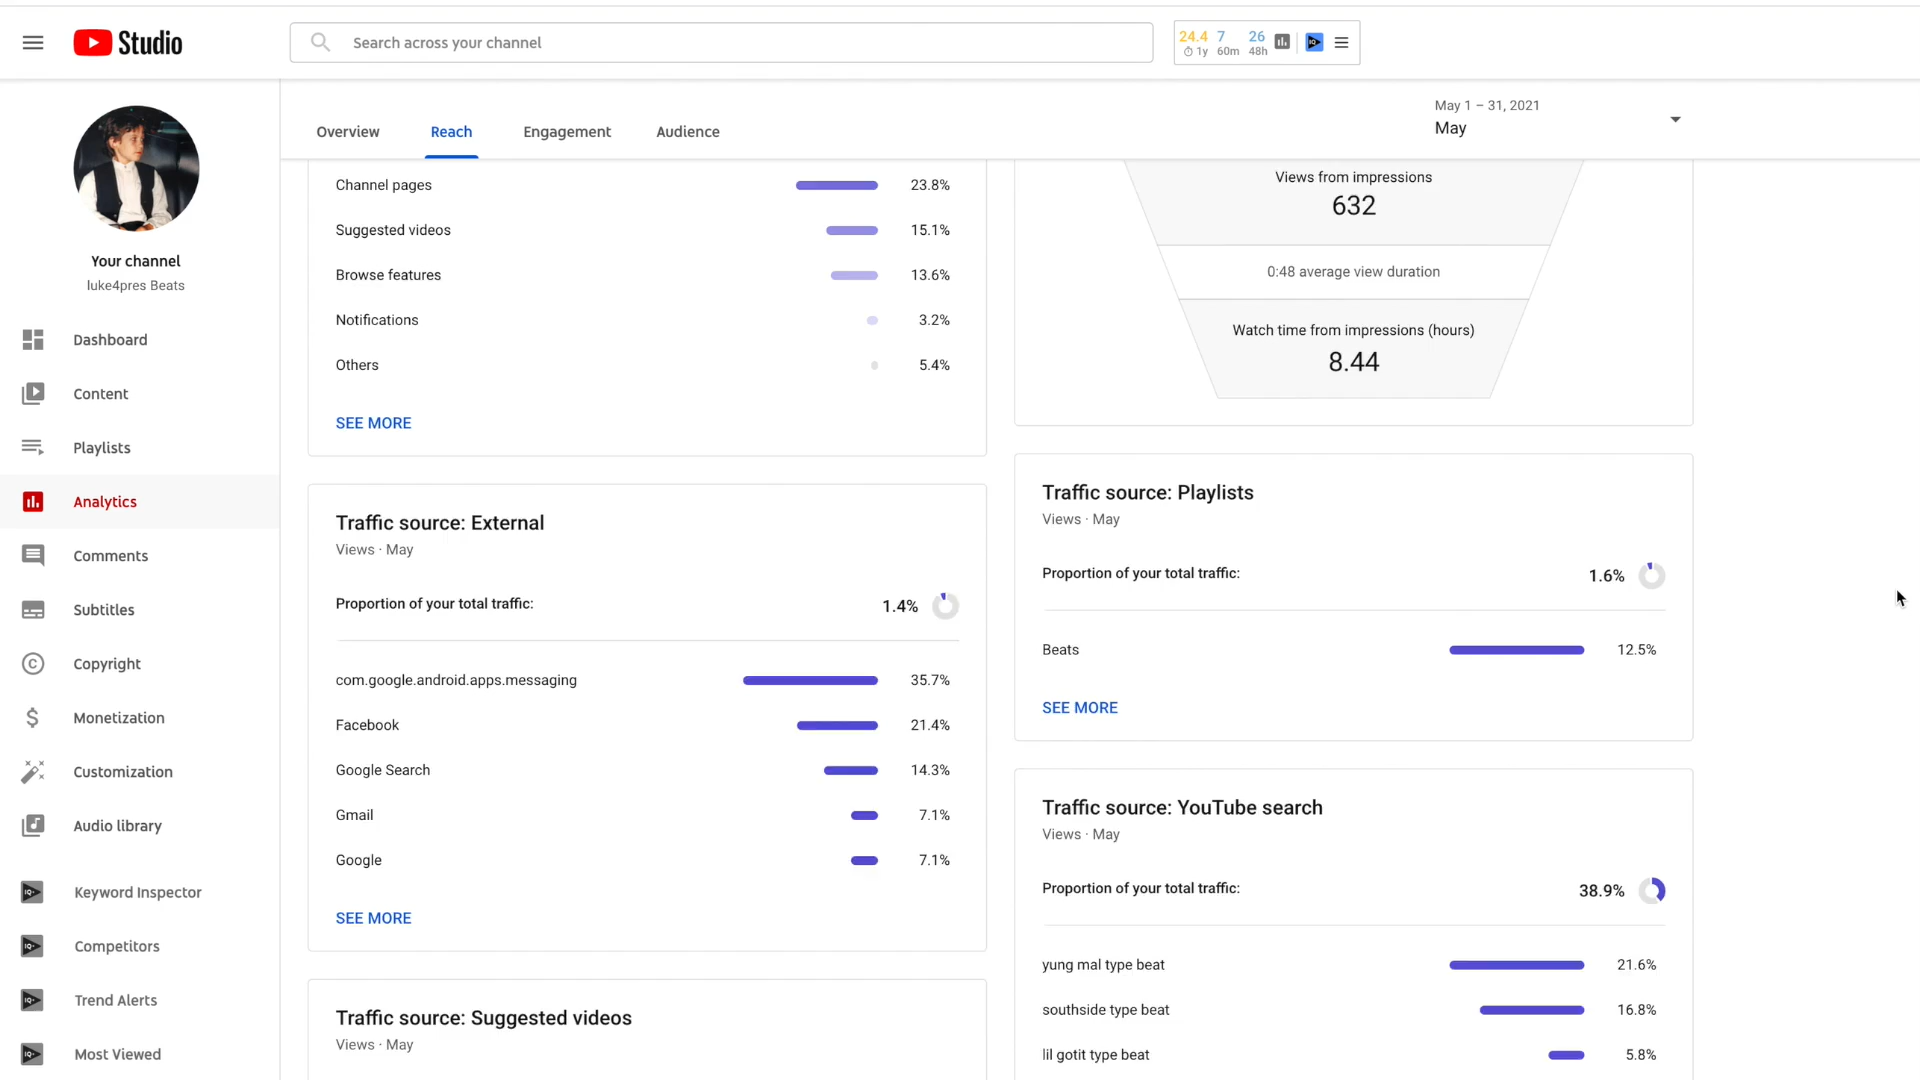 Studio
Search across your channel
24.4 7 26
1y 60m 48h
Your channel
luke4pres Beats
Dashboard
Content
Playlists
Analytics
Comments
Subtitles
Copyright
Monetization
Customization
Audio library
Keyword Inspector
Competitors
Trend Alerts
Most Viewed
Overview Reach Engagement Audience
May 1 – 31, 2021
May
Channel pages 23.8%
Suggested videos 15.1%
Browse features 13.6%
Notifications 3.2%
Others 5.4%
SEE MORE
Traffic source: External
Views · May
Proportion of your total traffic: 1.4%
com.google.android.apps.messaging 35.7%
Facebook 21.4%
Google Search 14.3%
Gmail 7.1%
Google 7.1%
SEE MORE
Traffic source: Suggested videos
Views · May
Views from impressions
632
0:48 average view duration
Watch time from impressions (hours)
8.44
Traffic source: Playlists
Views · May
Proportion of your total traffic: 1.6%
Beats 12.5%
SEE MORE
Traffic source: YouTube search
Views · May
Proportion of your total traffic: 38.9%
yung mal type beat 21.6%
southside type beat 16.8%
lil gotit type beat 5.8%